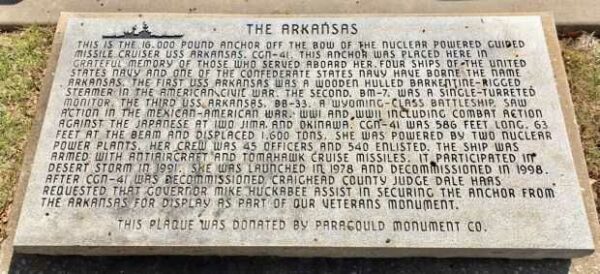 THE ARKANSAS
THIS IS THE 16,000 POUND ANCHOR OFF THE BOW OF THE NUCLEAR POWERED GUIDED
MISSILE CRUISER USS ARKANSAS, CGN-41. THIS ANCHOR WAS PLACED HERE IN
GRATEFUL MEMORY OF THOSE WHO SERVED ABOARD HER. FOUR SHIPS OF THE UNITED
STATES NAVY AND ONE OF THE CONFEDERATE STATES NAVY HAVE BORNE THE NAME
ARKANSAS. THE FIRST USS ARKANSAS WAS A WOODEN HULLED BARKENTINE-RIGGED
STEAMER IN THE AMERICAN CIVIL WAR. THE SECOND, BM-7, WAS A SINGLE-TURRETED
MONITOR. THE THIRD USS ARKANSAS, BB-33, A WYOMING-CLASS BATTLESHIP, SAW
ACTION IN THE MEXICAN-AMERICAN WAR, WWI AND WWII INCLUDING COMBAT ACTION
AGAINST THE JAPANESE AT IWO JIMA AND OKINAWA. CGN-41 WAS 586 FEET LONG, 63
FEET AT THE BEAM AND DISPLACED 1,600 TONS. SHE WAS POWERED BY TWO NUCLEAR
POWER PLANTS. HER CREW WAS 45 OFFICERS AND 540 ENLISTED. THE SHIP WAS
ARMED WITH ANTIAIRCRAFT AND TOMAHAWK CRUISE MISSILES. IT PARTICIPATED IN
DESERT STORM IN 1991. SHE WAS LAUNCHED IN 1978 AND DECOMMISSIONED IN 1998.
AFTER CGN-41 WAS DECOMMISSIONED CRAIGHEAD COUNTY JUDGE DALE HAAS
REQUESTED THAT GOVERNOR MIKE HUCKABEE ASSIST IN SECURING THE ANCHOR FROM
THE ARKANSAS FOR DISPLAY AS PART OF OUR VETERANS MONUMENT.
THIS PLAQUE WAS DONATED BY PARAGOULD MONUMENT CO.